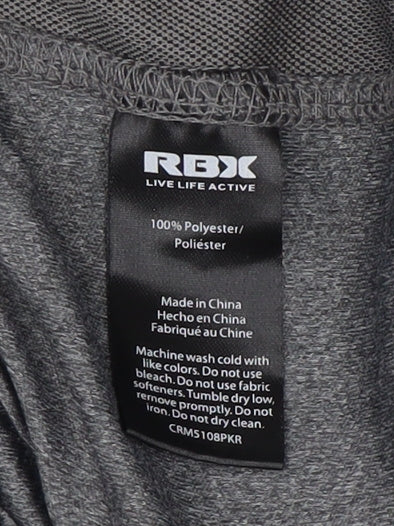 RBX
LIVE LIFE ACTIVE
100% Polyester/
Poliéster
Made in China
Hecho en China
Fabriqué au Chine
Machine wash cold with
like colors. Do not use
bleach. Do not use fabric
softeners. Tumble dry low,
remove promptly. Do not
iron. Do not dry clean.
CRM5108PKR